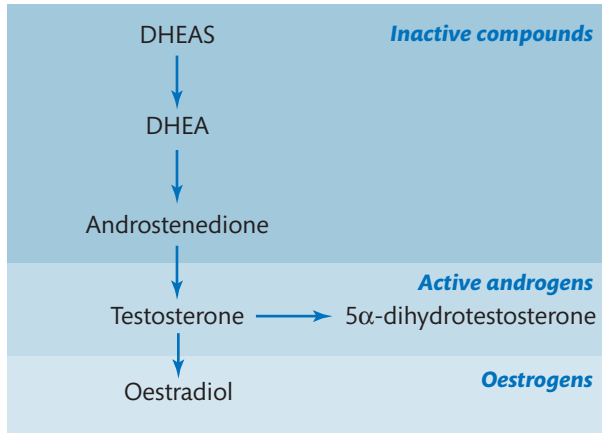 DHEAS
Inactive compounds
DHEA
Androstenedione
Active androgens
Testosterone
5α-dihydrotestosterone
Oestrogens
Oestradiol